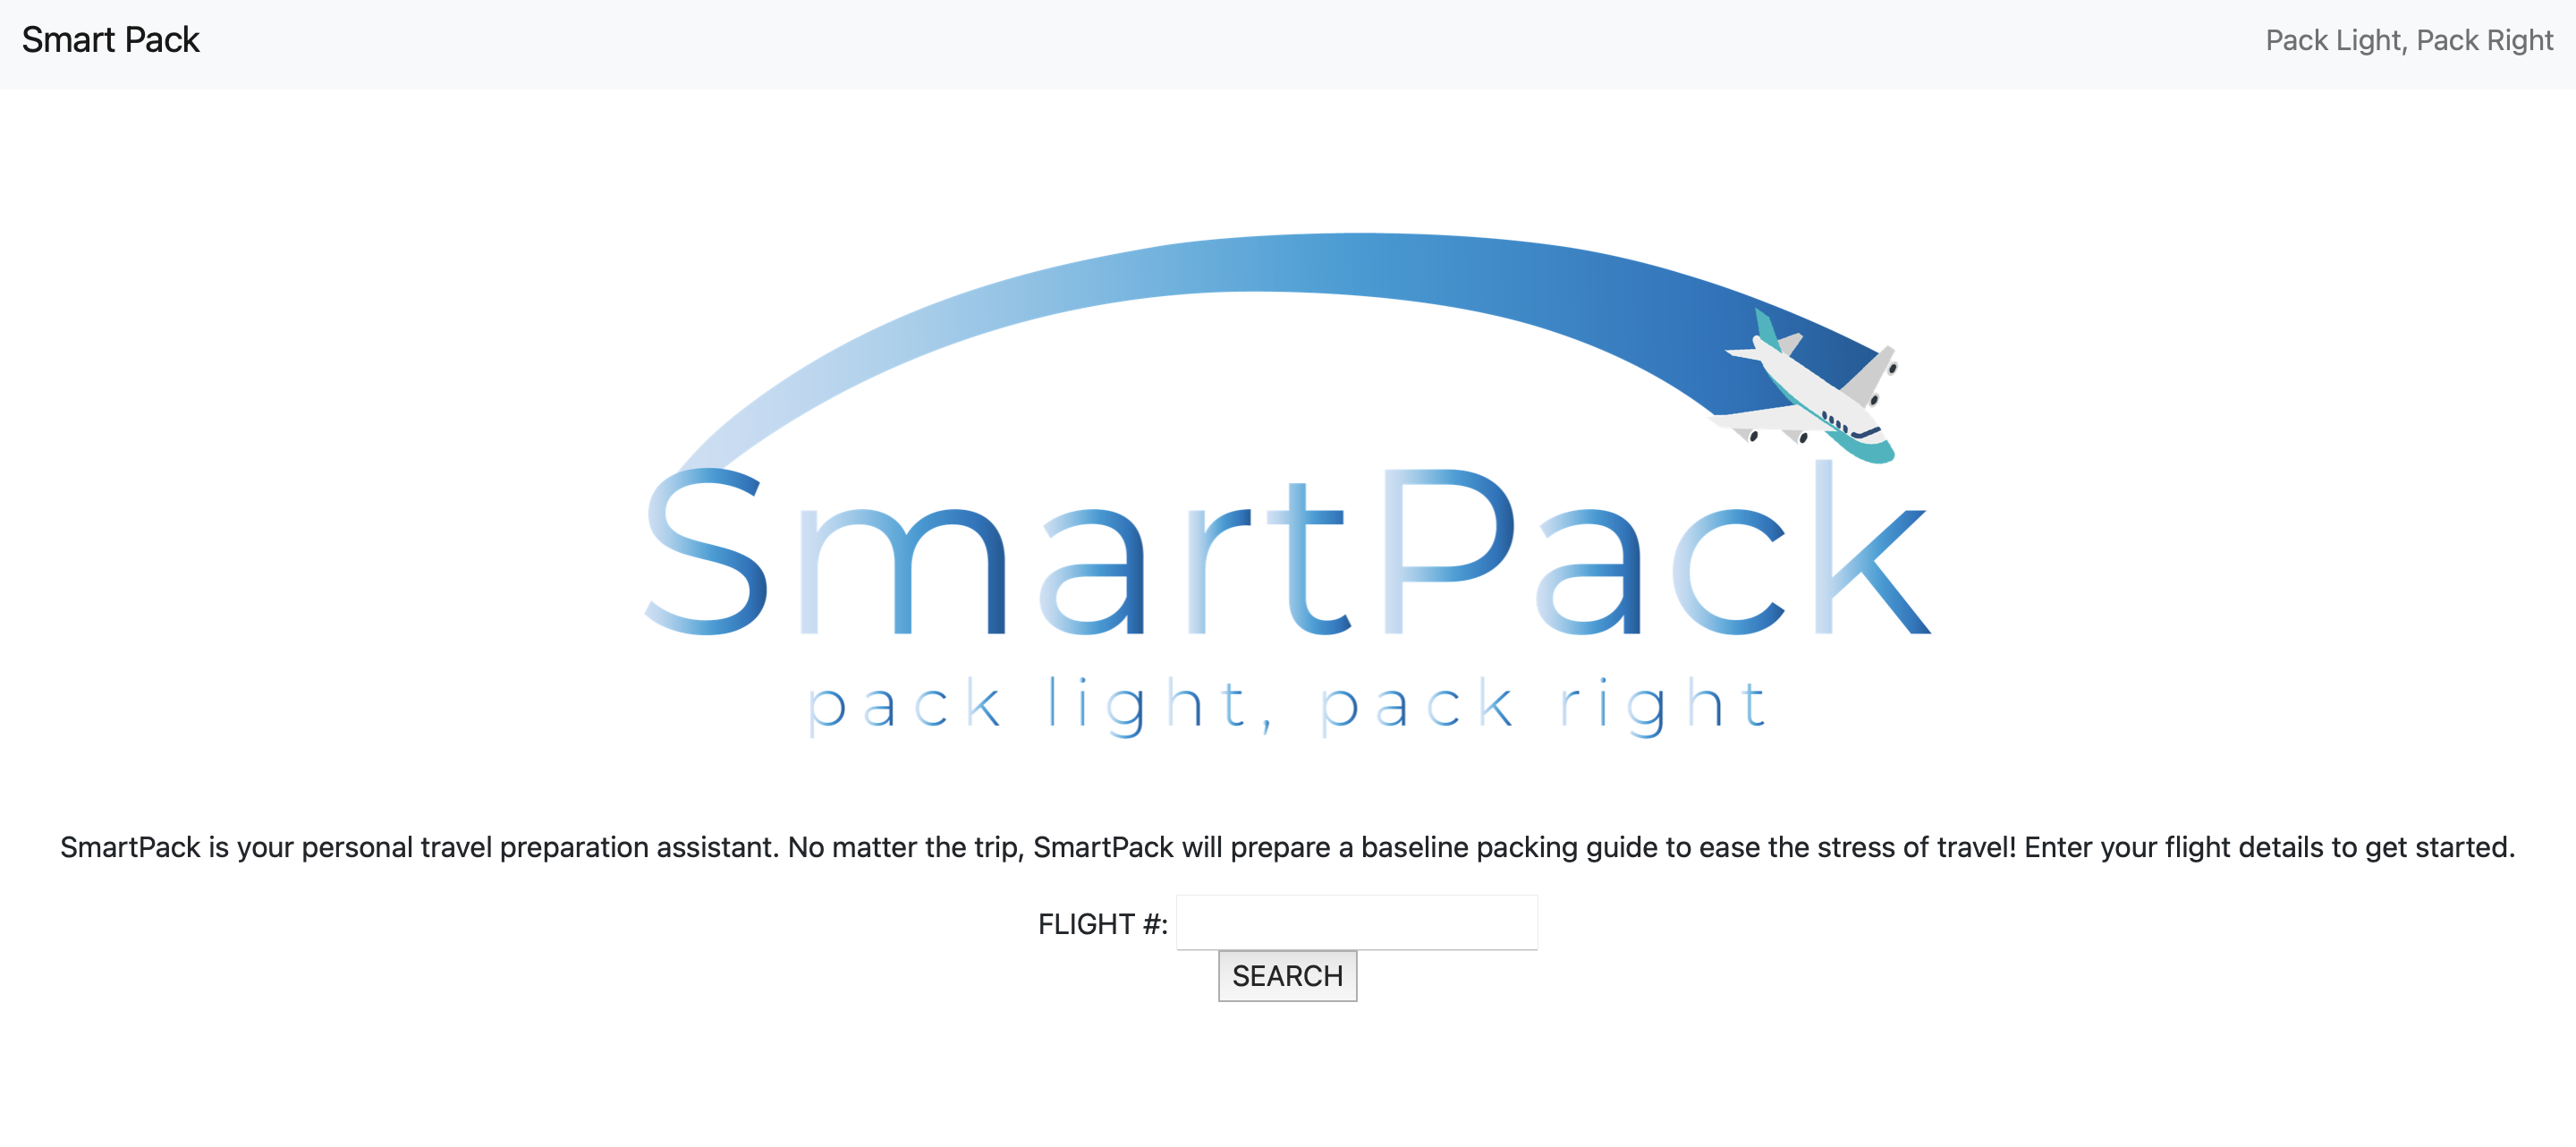 Smart Pack
Pack Light, Pack Right
SmartPack
pack light, pack right
SmartPack is your personal travel preparation assistant. No matter the trip, SmartPack will prepare a baseline packing guide to ease the stress of travel! Enter your flight details to get started.
FLIGHT #:
SEARCH